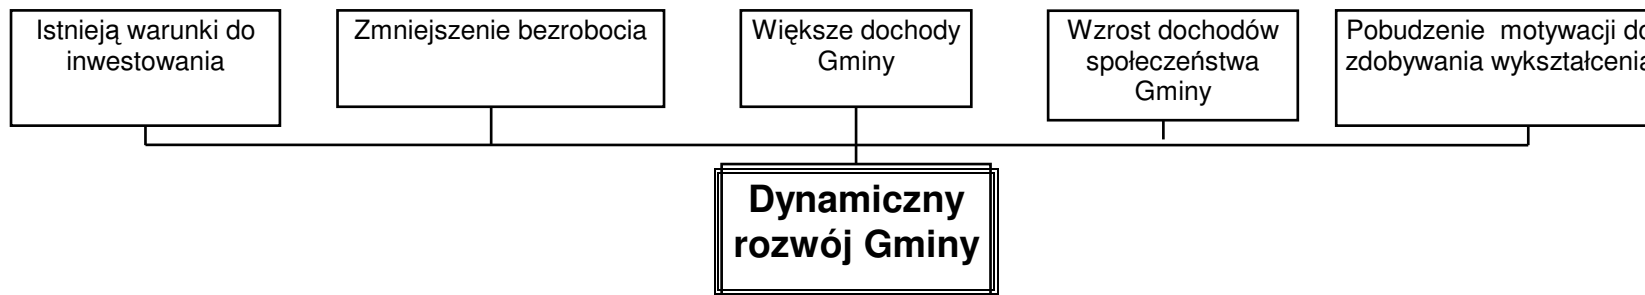 Istnieją warunki do
inwestowania
Zmniejszenie bezrobocia
Większe dochody
Gminy
Wzrost dochodów
społeczeństwa
Gminy
Pobudzenie motywacji do
zdobywania wykształcenia
Dynamiczny
rozwój Gminy